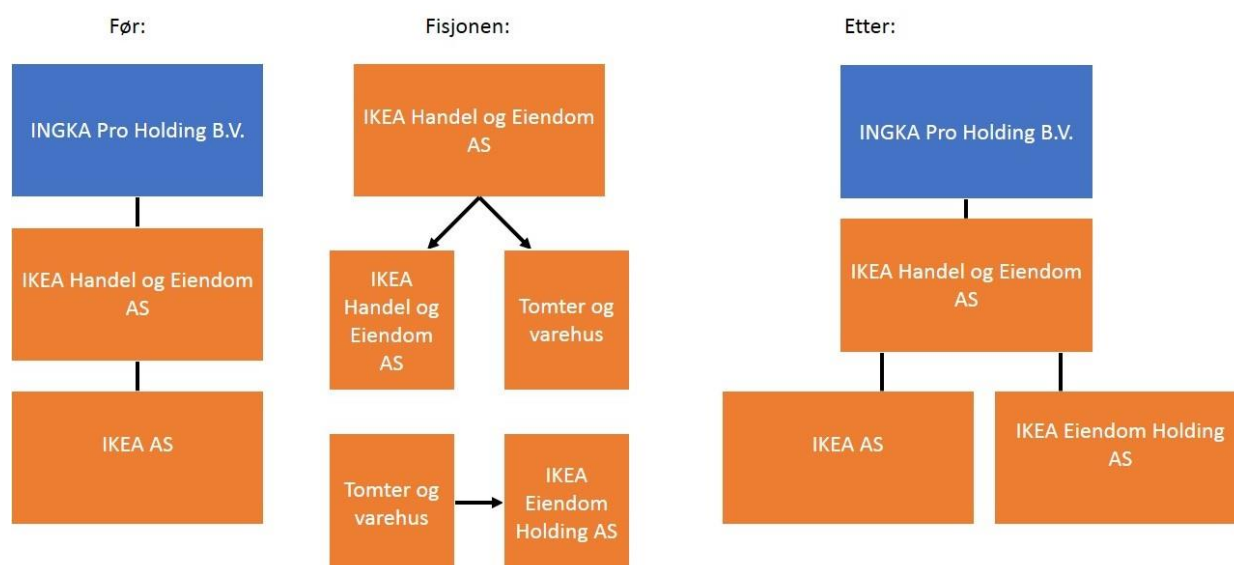 Før:
INGKA Pro Holding B.V.
IKEA Handel og Eiendom
AS
IKEA AS
Fisjonen:
IKEA Handel og Eiendom
AS
IKEA
Handel og
Eiendom
AS
Tomter og
varehus
Tomter og
varehus
IKEA
Eiendom
Holding AS
Etter:
INGKA Pro Holding B.V.
IKEA Handel og Eiendom
AS
IKEA AS
IKEA Eiendom Holding
AS